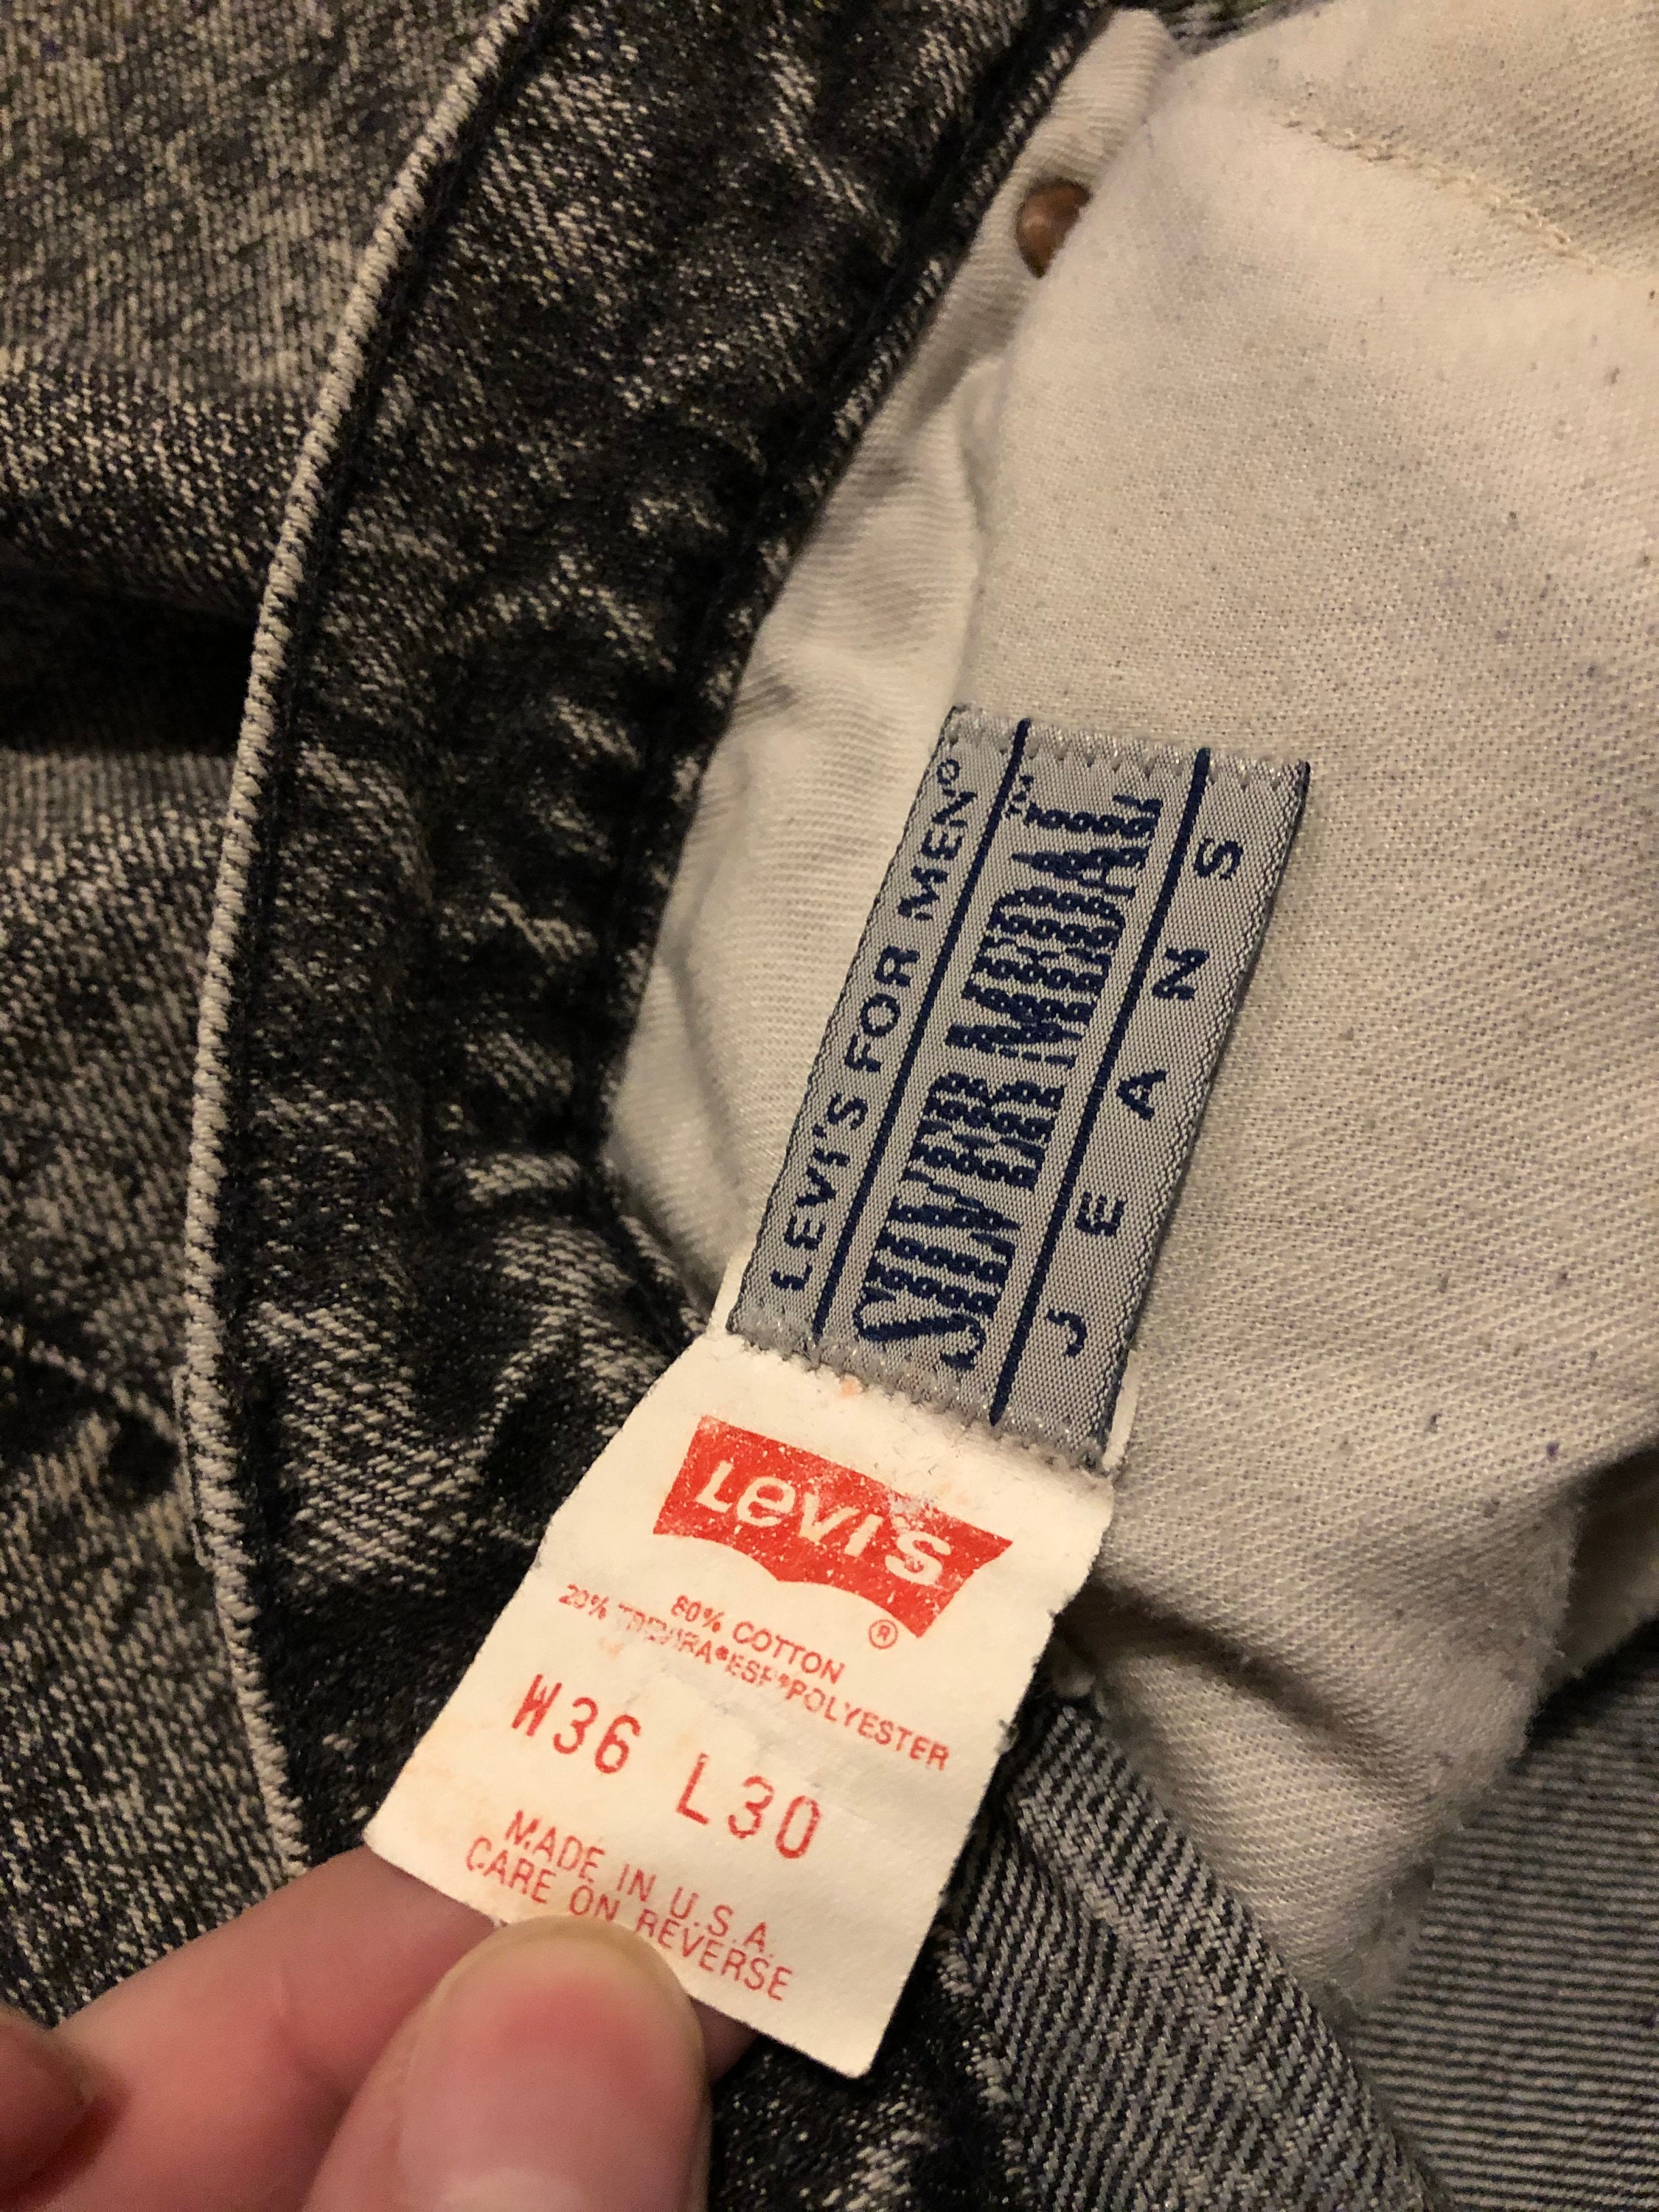 LEVI'S FOR MEN®
SILVER MEDAL™
JEANS
LEVI'S
®
80% COTTON
20% TREVIRA® ESP® POLYESTER
W36 L30
MADE IN U.S.A.
CARE ON REVERSE